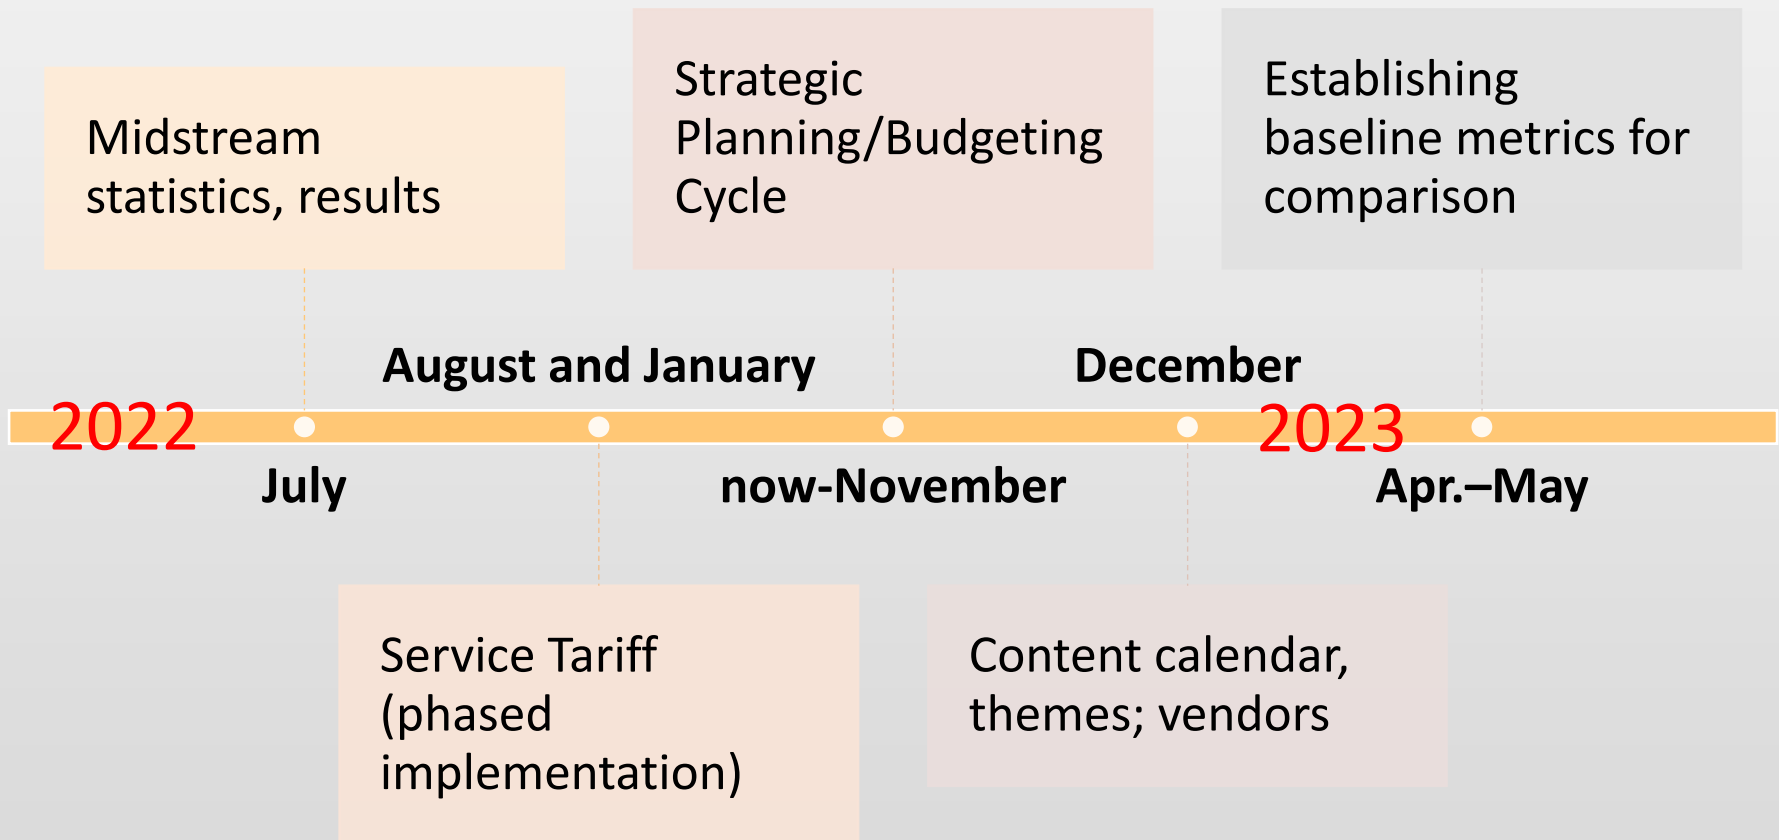 Midstream
statistics, results
Strategic
Planning/Budgeting
Cycle
Establishing
baseline metrics for
comparison
August and January
December
2022
2023
July
now-November
Apr.–May
Service Tariff
(phased
implementation)
Content calendar,
themes; vendors